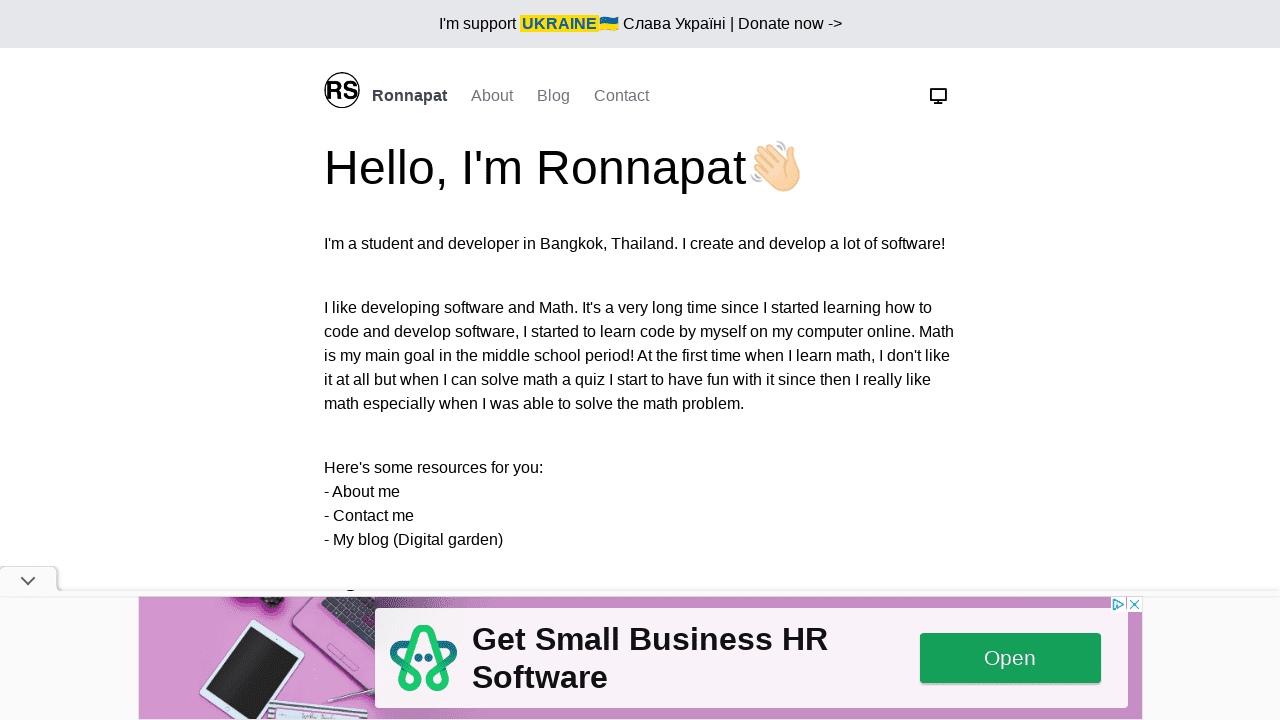 I'm support UKRAINE🇺🇦 Слава Україні | Donate now ->
RS Ronnapat About Blog Contact
Hello, I'm Ronnapat👋🏻
I'm a student and developer in Bangkok, Thailand. I create and develop a lot of software!
I like developing software and Math. It's a very long time since I started learning how to
code and develop software, I started to learn code by myself on my computer online. Math
is my main goal in the middle school period! At the first time when I learn math, I don't like
it at all but when I can solve math a quiz I start to have fun with it since then I really like
math especially when I was able to solve the math problem.
Here's some resources for you:
- About me
- Contact me
- My blog (Digital garden)
Get Small Business HR
Software
Open